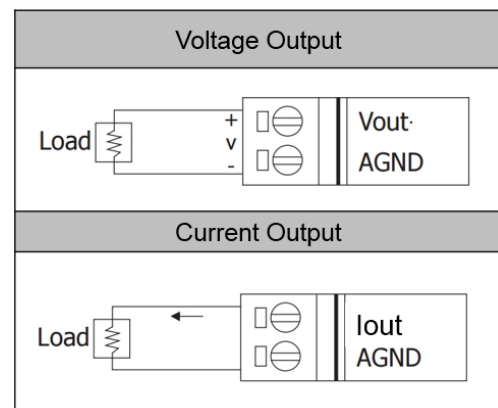 Voltage Output
Load
+
v
-
Vout·
AGND
Current Output
Load
Iout
AGND